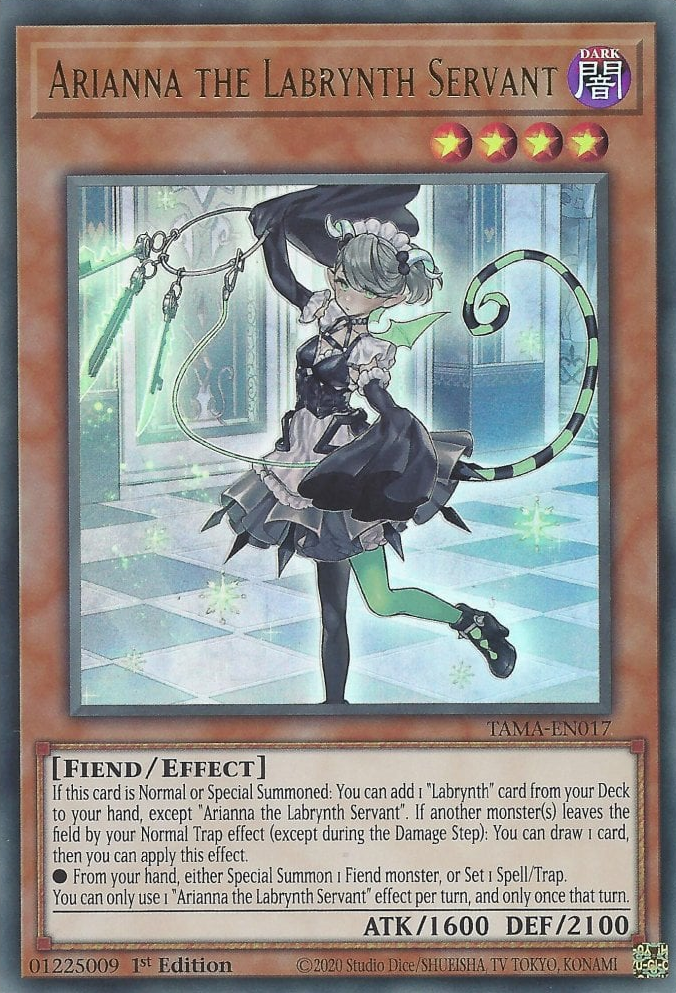 ARIANNA THE LABRYNTH SERVANT
DARK
闇
TAMA-EN017
[FIEND/EFFECT]
If this card is Normal or Special Summoned: You can add 1 "Labrynth" card from your Deck
to your hand, except "Arianna the Labrynth Servant". If another monster(s) leaves the
field by your Normal Trap effect (except during the Damage Step): You can draw 1 card,
then you can apply this effect.
● From your hand, either Special Summon 1 Fiend monster, or Set 1 Spell/Trap.
You can only use 1 "Arianna the Labrynth Servant" effect per turn, and only once that turn.
ATK/1600 DEF/2100
01225009 1st Edition ©2020 Studio Dice/SHUEISHA, TV TOKYO, KONAMI